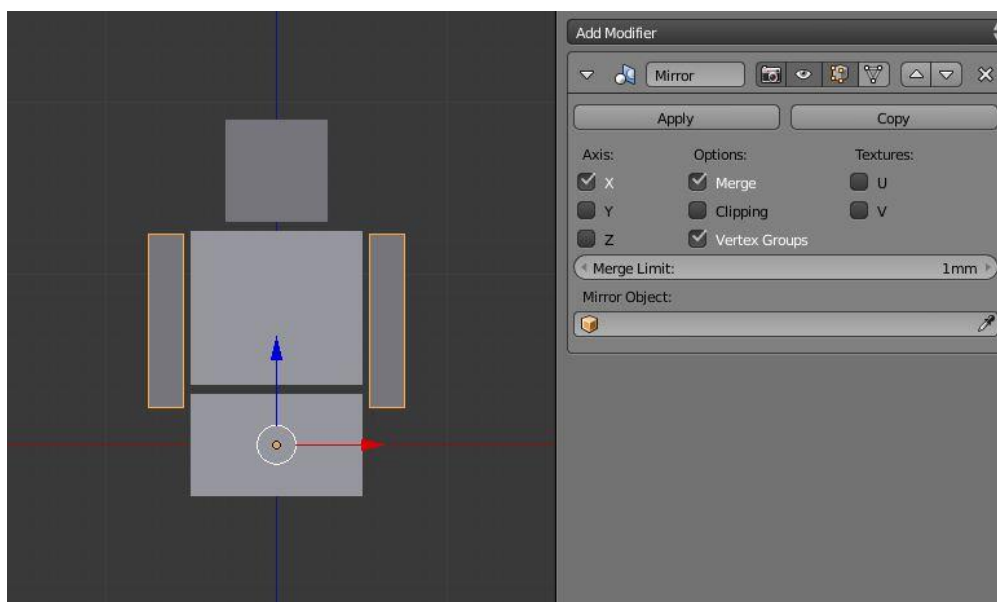 Add Modifier
Mirror
Apply Copy
Axis: Options: Textures:
X Merge U
Y Clipping V
Z Vertex Groups
Merge Limit: 1mm
Mirror Object: